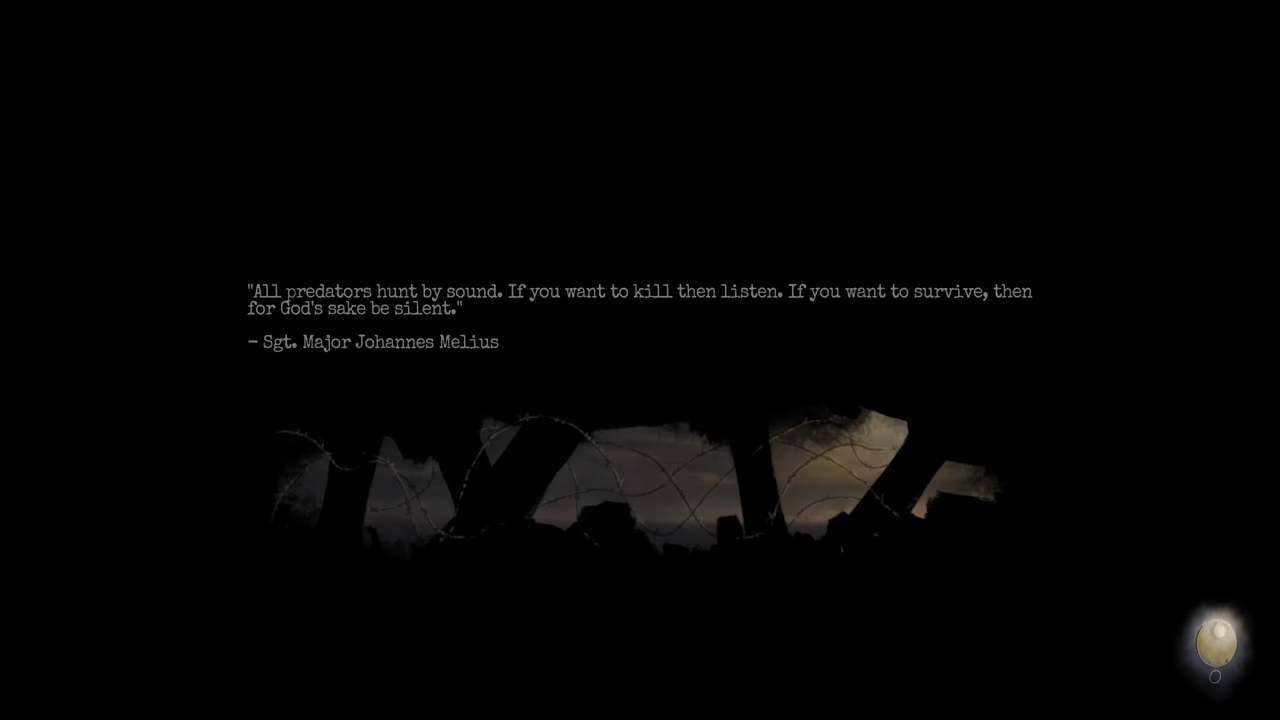 "All predators hunt by sound. If you want to kill then listen. If you want to survive, then
for God's sake be silent."
- Sgt. Major Johannes Melius